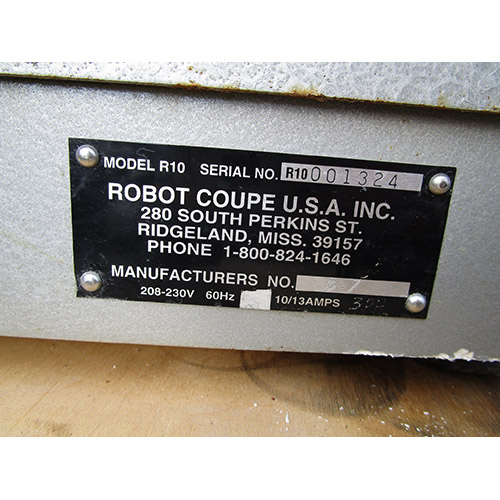 MODEL R10 SERIAL NO. R10001324
ROBOT COUPE U.S.A. INC.
280 SOUTH PERKINS ST.
RIDGELAND, MISS. 39157
PHONE 1-800-824-1646
MANUFACTURERS NO.
208-230V 60Hz 10/13AMPS